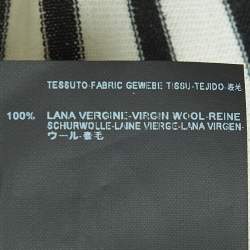 TESSUTO-FABRIC GEWEBE TISSU-TEJIDO-表地
100% LANA VERGINE-VIRGIN WOOL-REINE
SCHURWOLLE-LAINE VIERGE-LANA VIRGEN-
ウール-羊毛